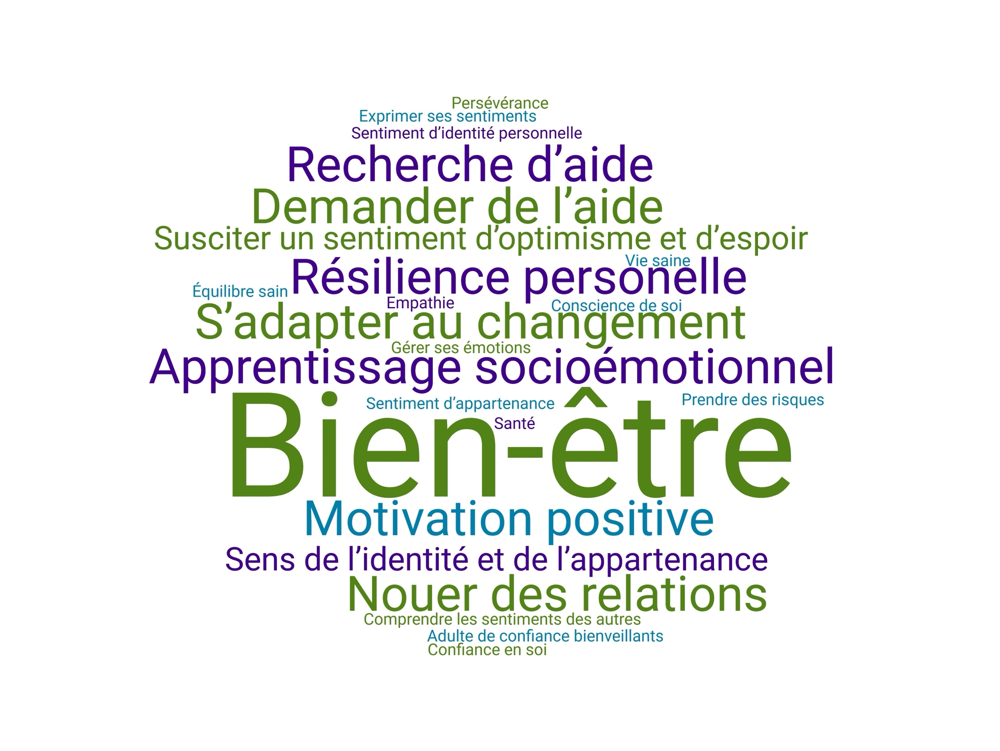 Persévérance
Exprimer ses sentiments
Sentiment d’identité personnelle
Recherche d’aide
Demander de l’aide
Susciter un sentiment d’optimisme et d’espoir
Vie saine
Résilience personelle
Équilibre sain
Empathie
Conscience de soi
S’adapter au changement
Gérer ses émotions
Apprentissage socioémotionnel
Sentiment d’appartenance
Prendre des risques
Santé
Bien-être
Motivation positive
Sens de l’identité et de l’appartenance
Nouer des relations
Comprendre les sentiments des autres
Adulte de confiance bienveillants
Confiance en soi